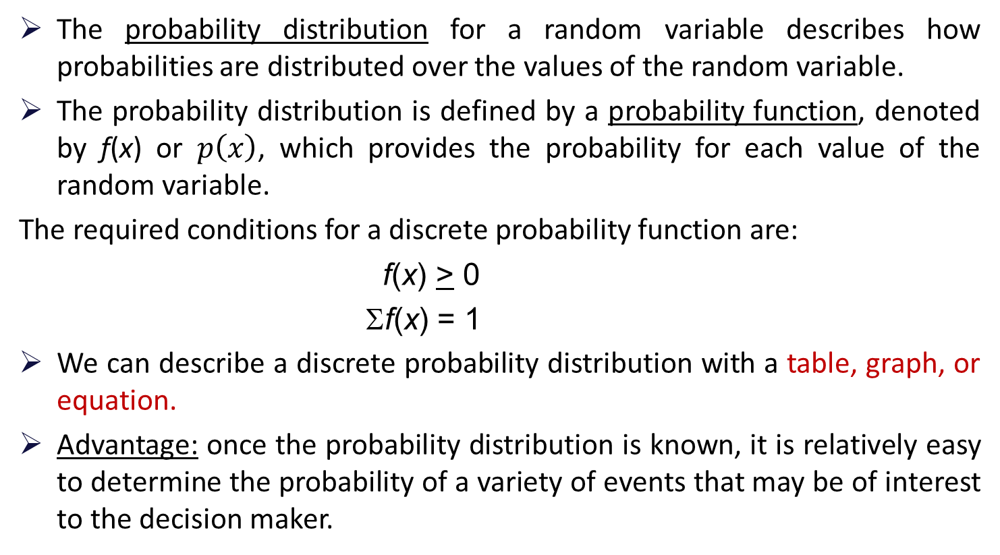 ➢ The probability distribution for a random variable describes how
probabilities are distributed over the values of the random variable.
➢ The probability distribution is defined by a probability function, denoted
by f(x) or p(x), which provides the probability for each value of the
random variable.
The required conditions for a discrete probability function are:
f(x) ≥ 0
Σf(x) = 1
➢ We can describe a discrete probability distribution with a table, graph, or
equation.
➢ Advantage: once the probability distribution is known, it is relatively easy
to determine the probability of a variety of events that may be of interest
to the decision maker.